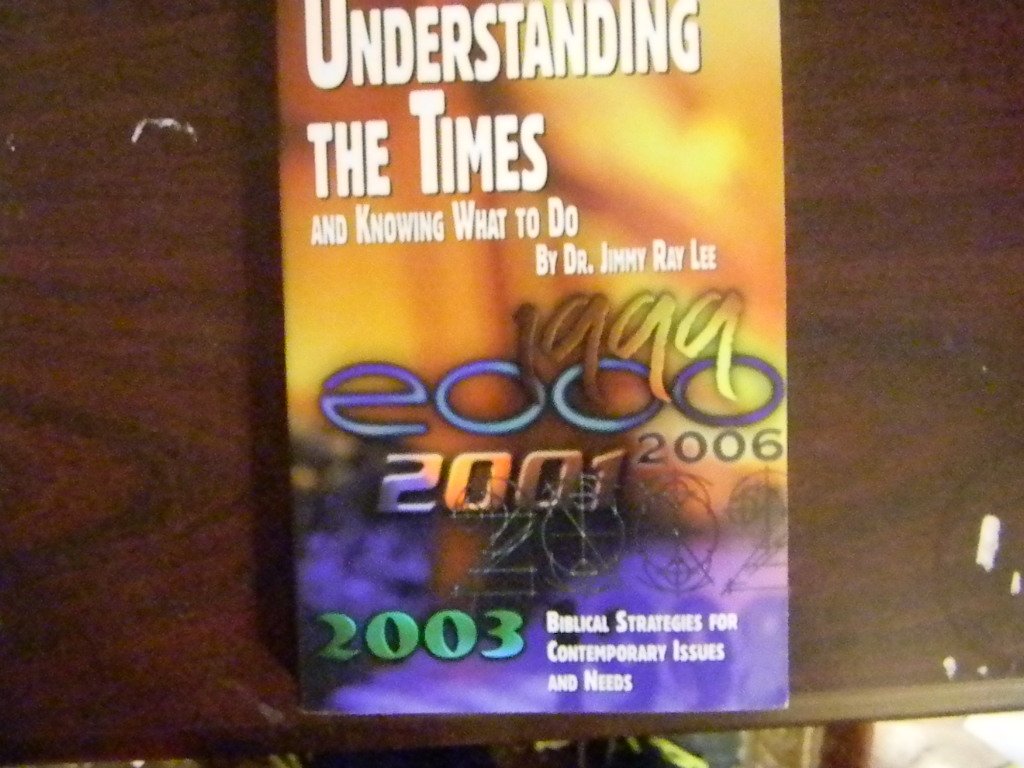 UNDERSTANDING
THE TIMES
AND KNOWING WHAT TO DO
BY DR. JIMMY RAY LEE
1999
2000
2006
2001
2003
BIBLICAL STRATEGIES FOR
CONTEMPORARY ISSUES
AND NEEDS